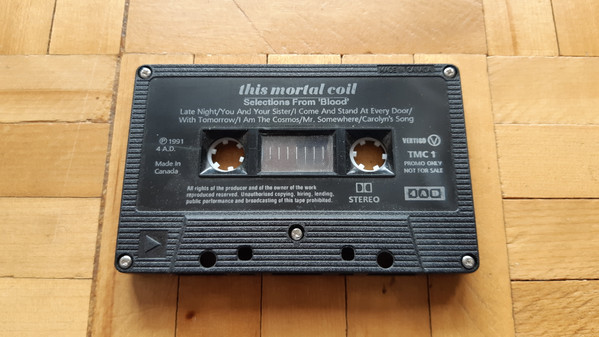 MADE IN CANADA
this mortal coil
Selections From 'Blood'
Late Night/You And Your Sister/I Come And Stand At Every Door/
With Tomorrow/I Am The Cosmos/Mr. Somewhere/Carolyn's Song
℗ 1991
4 A.D.
Made In
Canada
VERTIGO
TMC 1
PROMO ONLY
NOT FOR SALE
All rights of the producer and of the owner of the work
reproduced reserved. Unauthorised copying, hiring, lending,
public performance and broadcasting of this tape prohibited.
STEREO
4AD